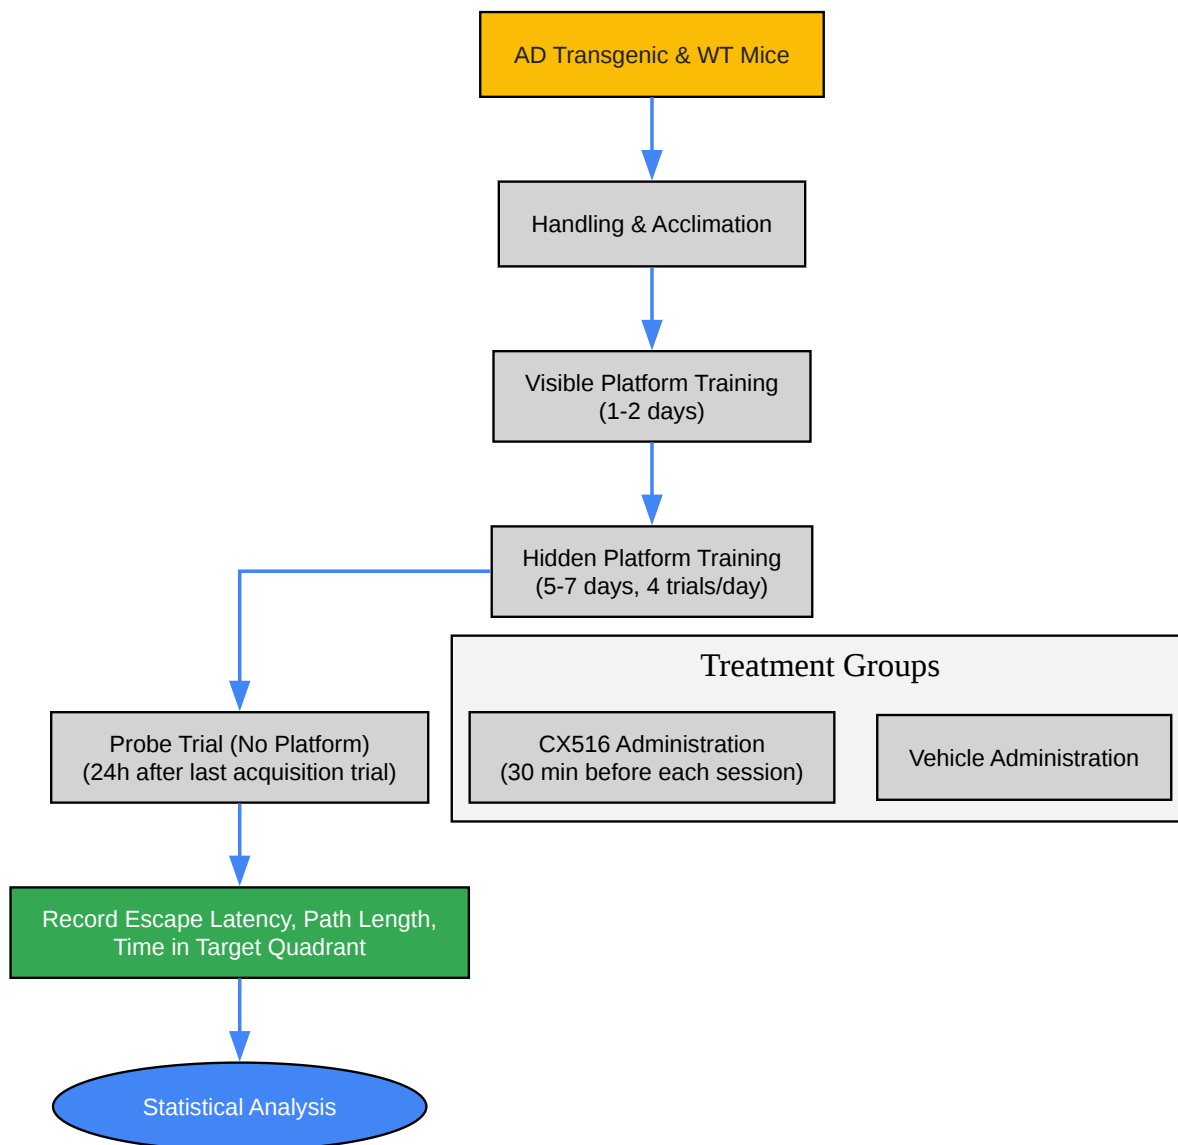 AD Transgenic & WT Mice
Handling & Acclimation
Visible Platform Training
(1-2 days)
Hidden Platform Training
(5-7 days, 4 trials/day)
Treatment Groups
Probe Trial (No Platform)
(24h after last acquisition trial)
CX516 Administration
(30 min before each session)
Vehicle Administration
Record Escape Latency, Path Length,
Time in Target Quadrant
Statistical Analysis